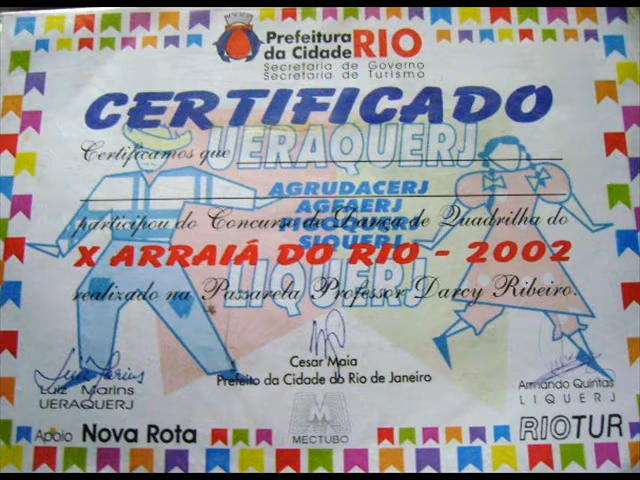 Prefeitura
da Cidade RIO
Secretaria de Governo
Secretaria de Turismo
CERTIFICADO
UERAQUERJ
Certificamos que
AGRUDACERJ
participou do Concurso de Dança de Quadrilha do
SIQUERJ
X ARRAIÁ DO RIO - 2002
LIQUERJ
realizado na Passarela Professor Darcy Ribeiro.
Cesar Maia
Prefeito da Cidade do Rio de Janeiro
Luiz Marins
UERAQUERJ
Armando Quintas
LIQUERJ
Apoio Nova Rota
MECTUBO
RIOTUR